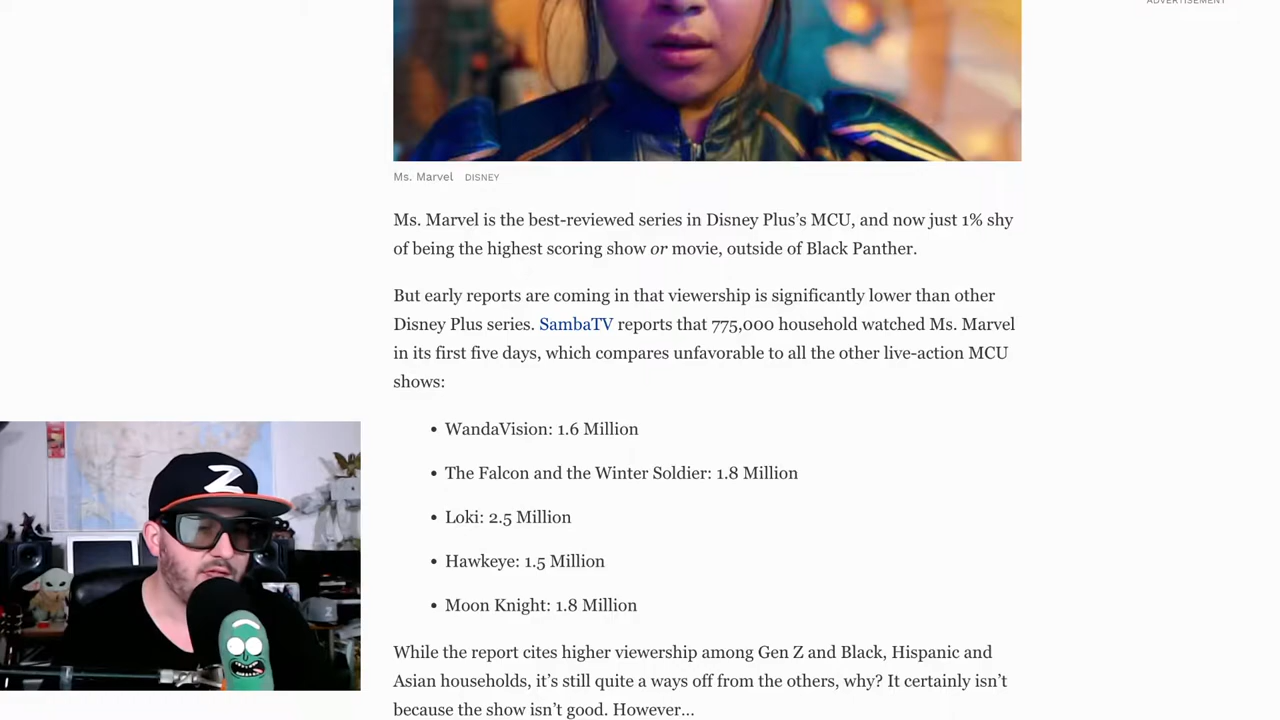 ADVERTISEMENT
Ms. Marvel DISNEY
Ms. Marvel is the best-reviewed series in Disney Plus’s MCU, and now just 1% shy
of being the highest scoring show or movie, outside of Black Panther.
But early reports are coming in that viewership is significantly lower than other
Disney Plus series. SambaTV reports that 775,000 household watched Ms. Marvel
in its first five days, which compares unfavorable to all the other live-action MCU
shows:
• WandaVision: 1.6 Million
• The Falcon and the Winter Soldier: 1.8 Million
• Loki: 2.5 Million
• Hawkeye: 1.5 Million
• Moon Knight: 1.8 Million
While the report cites higher viewership among Gen Z and Black, Hispanic and
Asian households, it’s still quite a ways off from the others, why? It certainly isn’t
because the show isn’t good. However…
Z